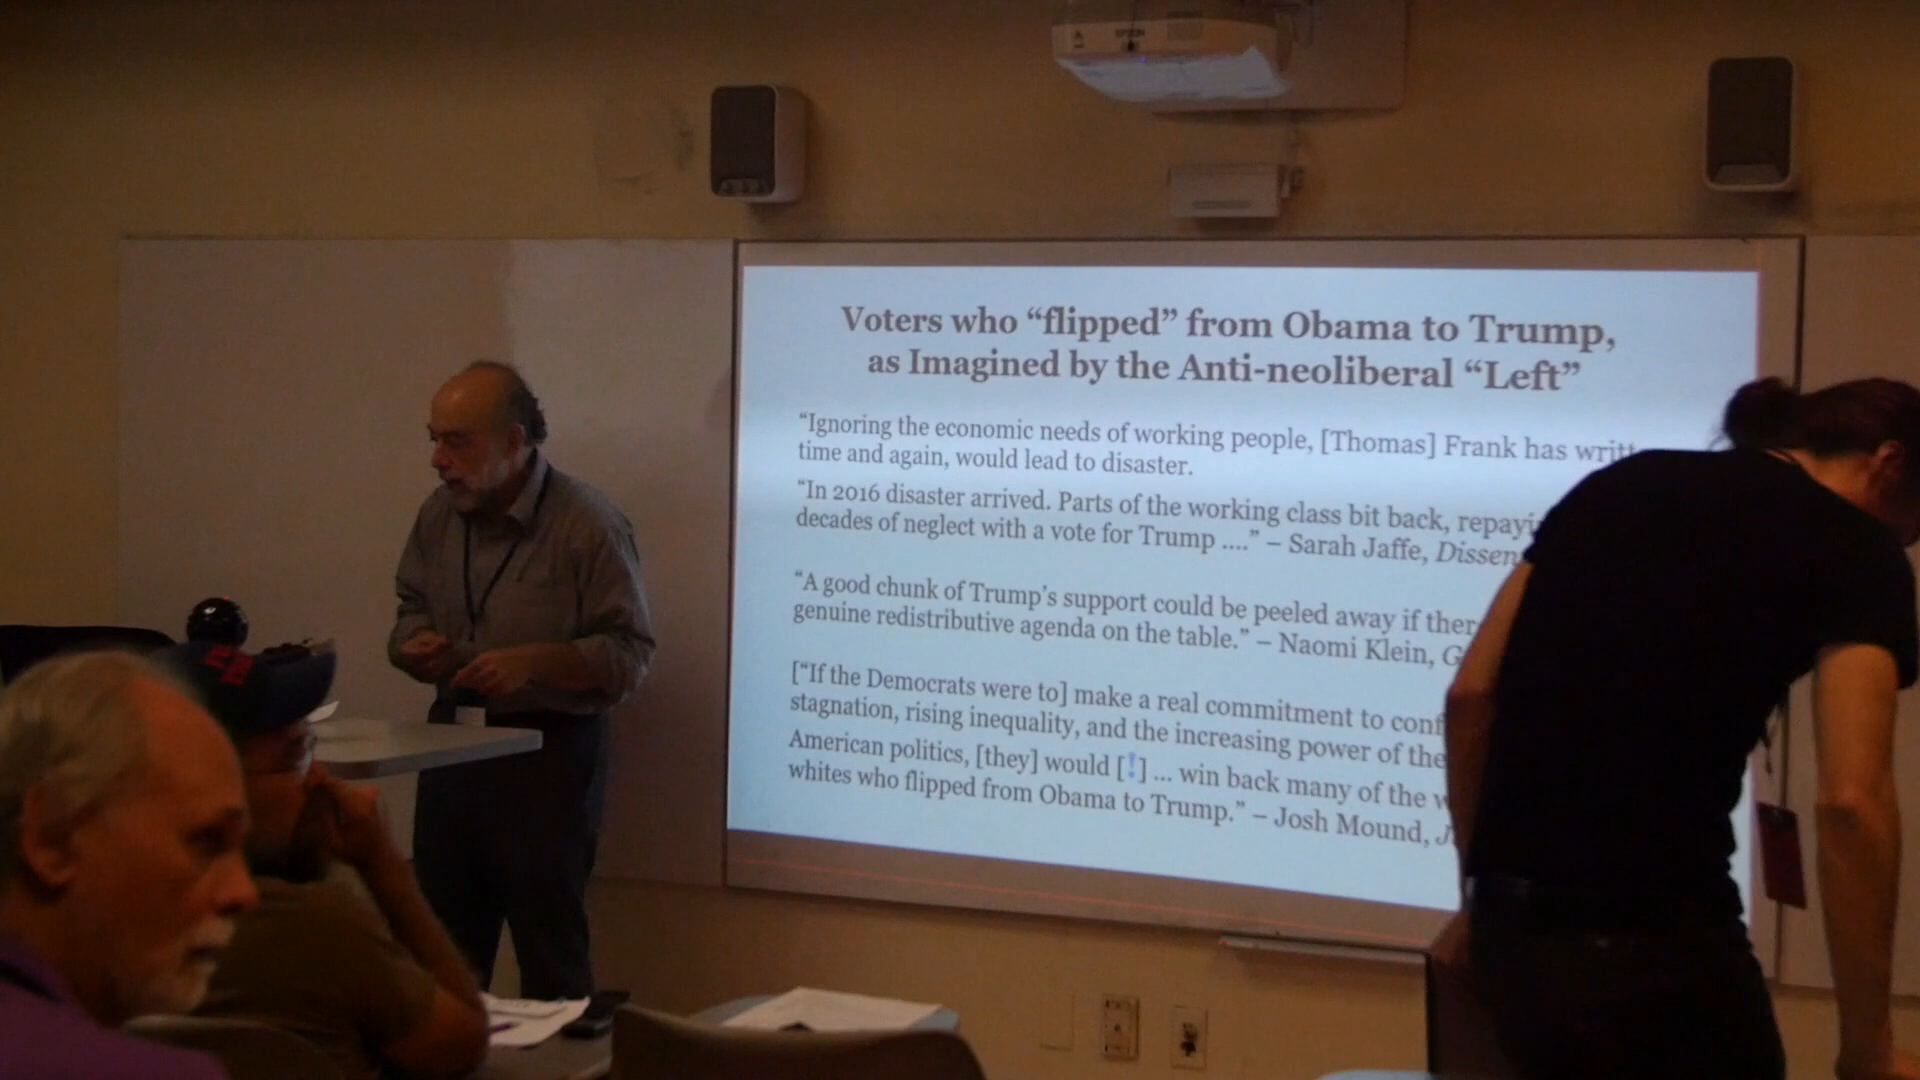 EPSON
Voters who “flipped” from Obama to Trump,
as Imagined by the Anti-neoliberal “Left”
“Ignoring the economic needs of working people, [Thomas] Frank has writt
time and again, would lead to disaster.
“In 2016 disaster arrived. Parts of the working class bit back, repayi
decades of neglect with a vote for Trump ....” – Sarah Jaffe, Dissen
“A good chunk of Trump’s support could be peeled away if ther
genuine redistributive agenda on the table.” – Naomi Klein, G
[“If the Democrats were to] make a real commitment to conf
stagnation, rising inequality, and the increasing power of the
American politics, [they] would [!] ... win back many of the w
whites who flipped from Obama to Trump.” – Josh Mound, J